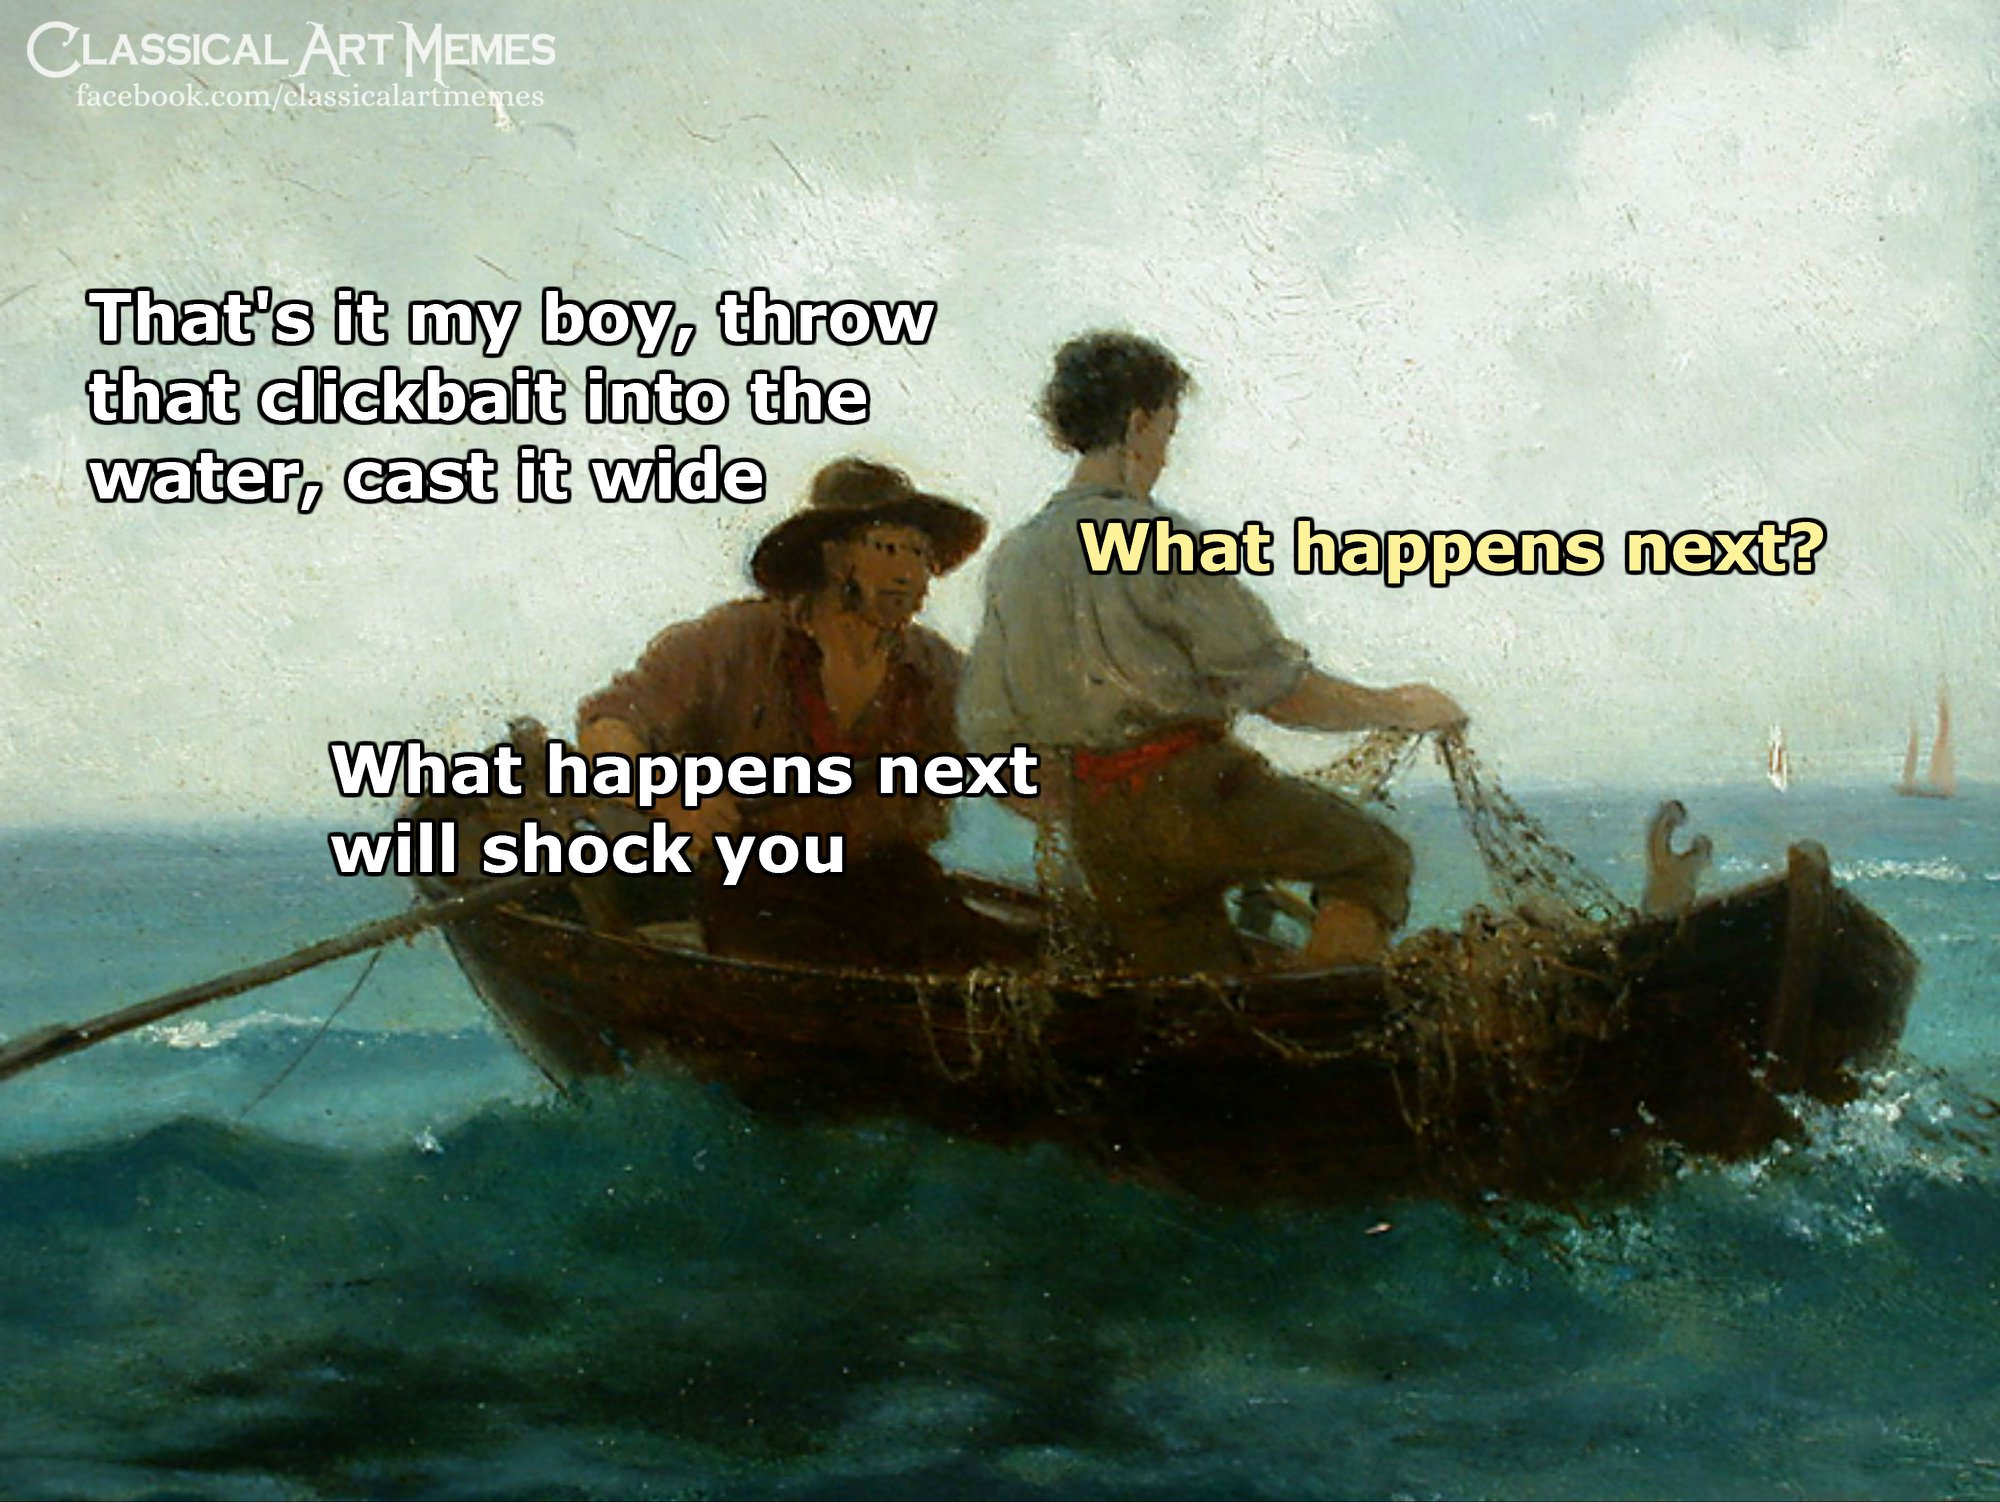 CLASSICAL ART MEMES
facebook.com/classicalartmemes
That's it my boy, throw
that clickbait into the
water, cast it wide
What happens next?
What happens next
will shock you